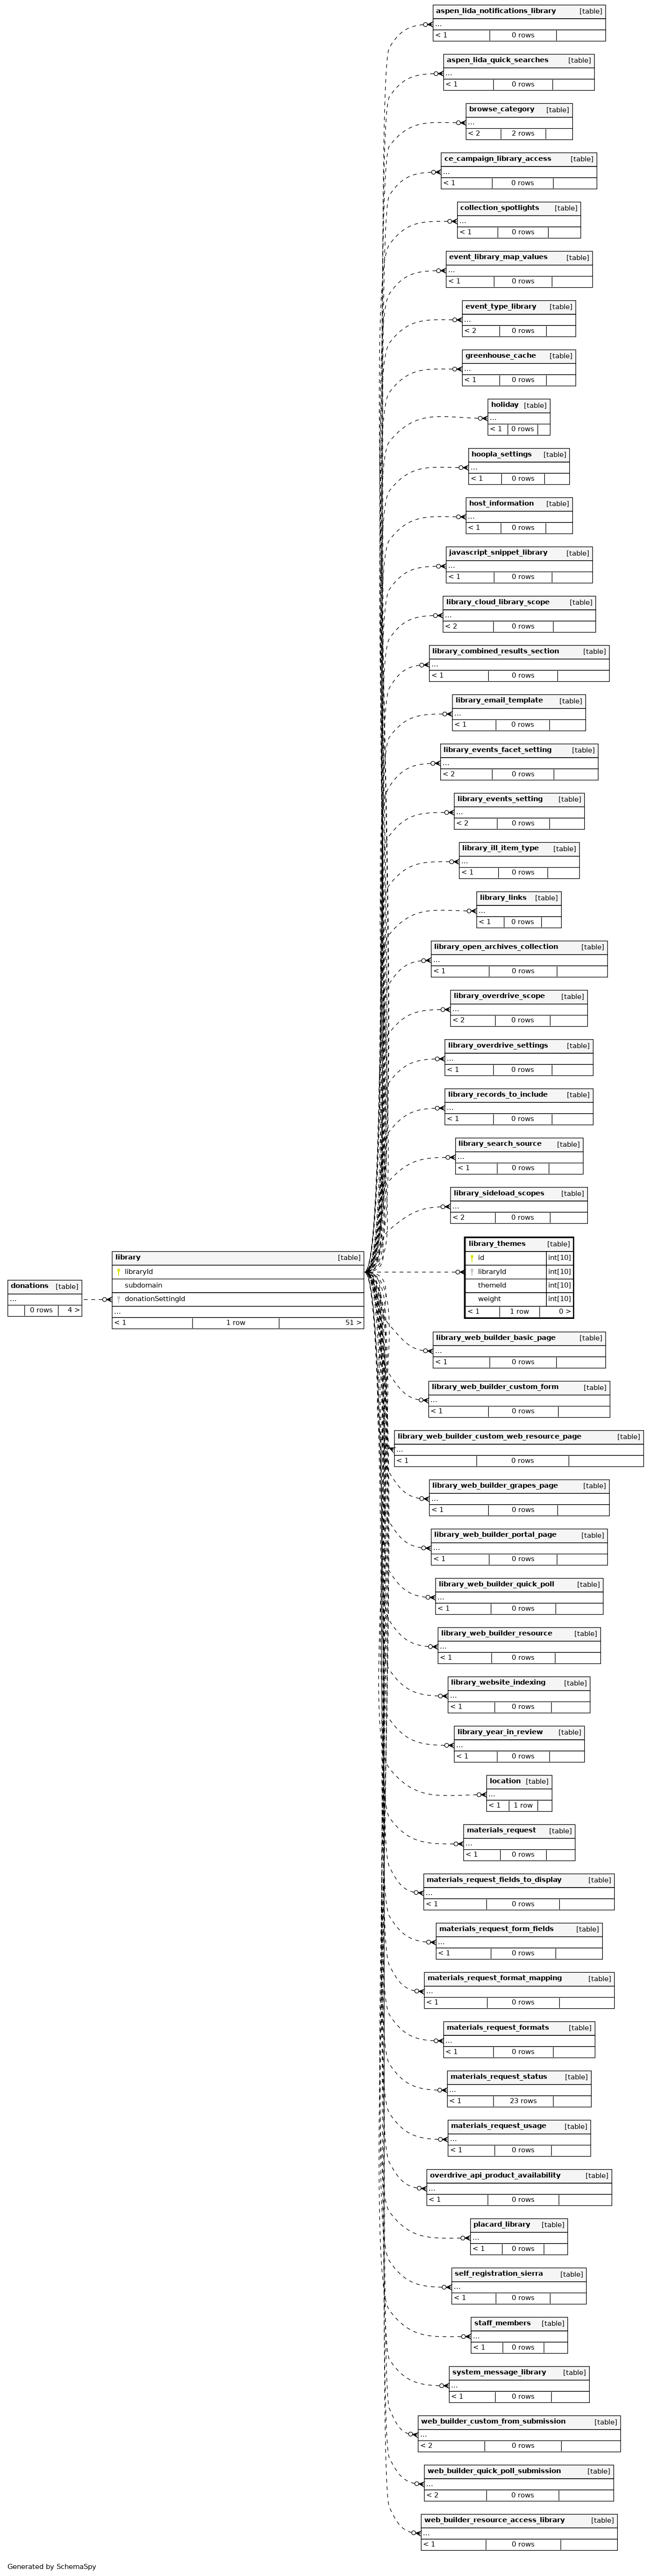 aspen_lida_notifications_library [table]
...
< 1 0 rows
aspen_lida_quick_searches [table]
...
< 1 0 rows
browse_category [table]
...
< 2 2 rows
ce_campaign_library_access [table]
...
< 1 0 rows
collection_spotlights [table]
...
< 1 0 rows
event_library_map_values [table]
...
< 1 0 rows
event_type_library [table]
...
< 2 0 rows
greenhouse_cache [table]
...
< 1 0 rows
holiday [table]
...
< 1 0 rows
hoopla_settings [table]
...
< 1 0 rows
host_information [table]
...
< 1 0 rows
javascript_snippet_library [table]
...
< 1 0 rows
library_cloud_library_scope [table]
...
< 2 0 rows
library_combined_results_section [table]
...
< 1 0 rows
library_email_template [table]
...
< 1 0 rows
library_events_facet_setting [table]
...
< 2 0 rows
library_events_setting [table]
...
< 2 0 rows
library_ill_item_type [table]
...
< 1 0 rows
library_links [table]
...
< 1 0 rows
library_open_archives_collection [table]
...
< 1 0 rows
library_overdrive_scope [table]
...
< 2 0 rows
library_overdrive_settings [table]
...
< 1 0 rows
library_records_to_include [table]
...
< 1 0 rows
library_search_source [table]
...
< 1 0 rows
library_sideload_scopes [table]
...
< 2 0 rows
donations [table]
...
0 rows 4 >
library [table]
libraryId
subdomain
donationSettingId
...
< 1 1 row 51 >
library_themes [table]
id int[10]
libraryId int[10]
themeId int[10]
weight int[10]
< 1 1 row 0 >
library_web_builder_basic_page [table]
...
< 1 0 rows
library_web_builder_custom_form [table]
...
< 1 0 rows
library_web_builder_custom_web_resource_page [table]
...
< 1 0 rows
library_web_builder_grapes_page [table]
...
< 1 0 rows
library_web_builder_portal_page [table]
...
< 1 0 rows
library_web_builder_quick_poll [table]
...
< 1 0 rows
library_web_builder_resource [table]
...
< 1 0 rows
library_website_indexing [table]
...
< 1 0 rows
library_year_in_review [table]
...
< 1 0 rows
location [table]
...
< 1 1 row
materials_request [table]
...
< 1 0 rows
materials_request_fields_to_display [table]
...
< 1 0 rows
materials_request_form_fields [table]
...
< 1 0 rows
materials_request_format_mapping [table]
...
< 1 0 rows
materials_request_formats [table]
...
< 1 0 rows
materials_request_status [table]
...
< 1 23 rows
materials_request_usage [table]
...
< 1 0 rows
overdrive_api_product_availability [table]
...
< 1 0 rows
placard_library [table]
...
< 1 0 rows
self_registration_sierra [table]
...
< 1 0 rows
staff_members [table]
...
< 1 0 rows
system_message_library [table]
...
< 1 0 rows
web_builder_custom_from_submission [table]
...
< 2 0 rows
web_builder_quick_poll_submission [table]
...
< 2 0 rows
web_builder_resource_access_library [table]
...
< 1 0 rows
Generated by SchemaSpy